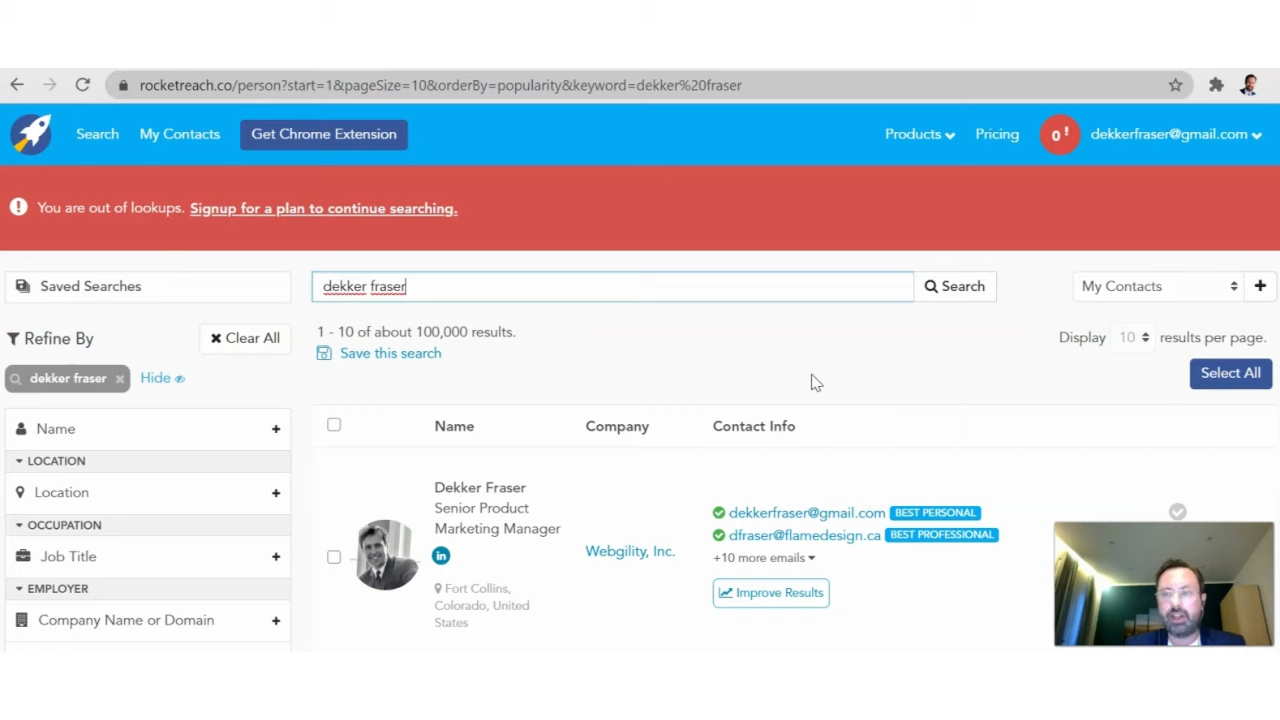 rocketreach.co/person?start=1&pageSize=10&orderBy=popularity&keyword=dekker%20fraser
Search My Contacts Get Chrome Extension Products Pricing 0! dekkerfraser@gmail.com
You are out of lookups. Signup for a plan to continue searching.
Saved Searches dekker fraser Search My Contacts +
1 - 10 of about 100,000 results.
Refine By Clear All Display 10 results per page.
Save this search
dekker fraser Hide Select All
Name + Name Company Contact Info
LOCATION
Location +
OCCUPATION
Job Title +
EMPLOYER
Company Name or Domain +
Dekker Fraser
Senior Product
Marketing Manager
in
Fort Collins,
Colorado, United
States
Webgility, Inc.
dekkerfraser@gmail.com BEST PERSONAL
dfraser@flamedesign.ca BEST PROFESSIONAL
+10 more emails
Improve Results